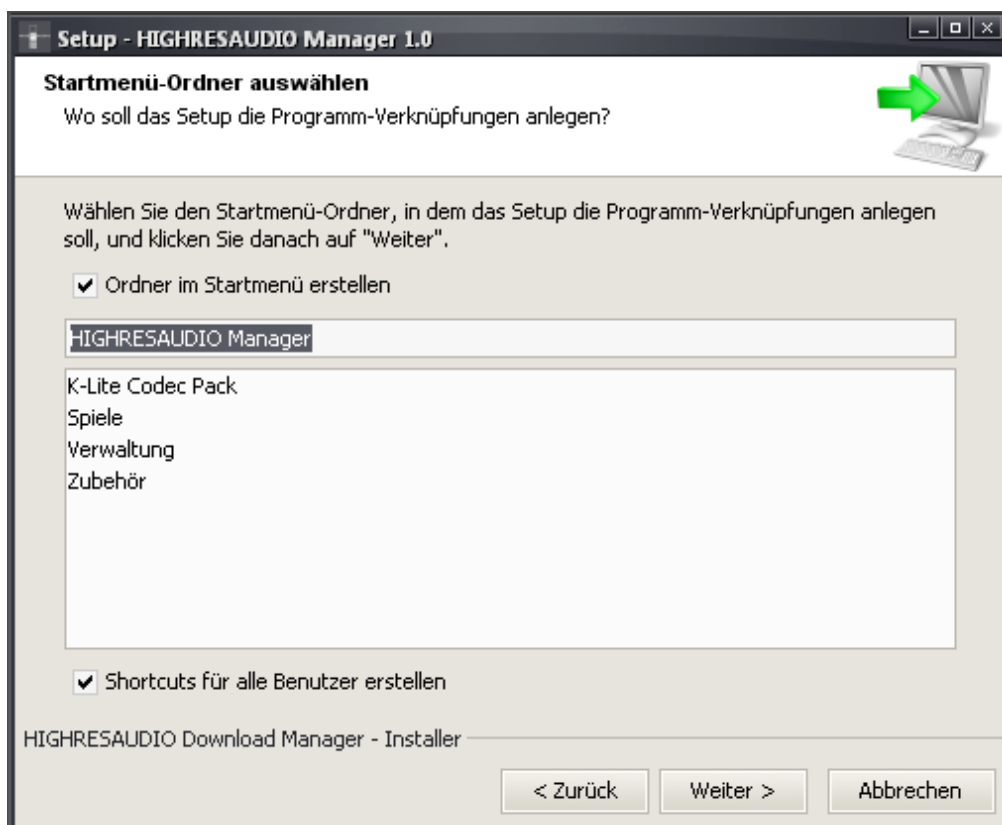 Setup - HIGHRESAUDIO Manager 1.0
Startmenü-Ordner auswählen
Wo soll das Setup die Programm-Verknüpfungen anlegen?
Wählen Sie den Startmenü-Ordner, in dem das Setup die Programm-Verknüpfungen anlegen
soll, und klicken Sie danach auf "Weiter".
Ordner im Startmenü erstellen
HIGHRESAUDIO Manager
K-Lite Codec Pack
Spiele
Verwaltung
Zubehör
Shortcuts für alle Benutzer erstellen
HIGHRESAUDIO Download Manager - Installer
< Zurück
Weiter >
Abbrechen